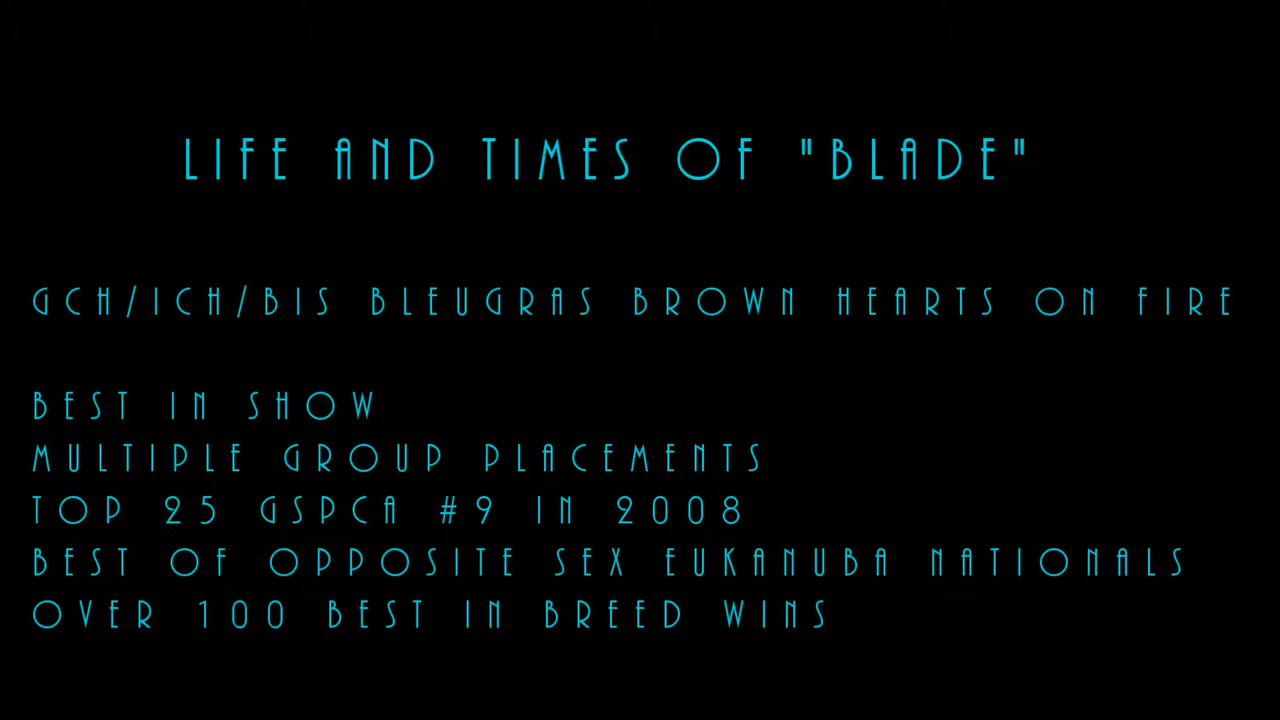 LIFE AND TIMES OF "BLADE"
GCH/ICH/BIS BLEUGRAS BROWN HEARTS ON FIRE
BEST IN SHOW
MULTIPLE GROUP PLACEMENTS
TOP 25 GSPCA #9 IN 2008
BEST OF OPPOSITE SEX EUKANUBA NATIONALS
OVER 100 BEST IN BREED WINS